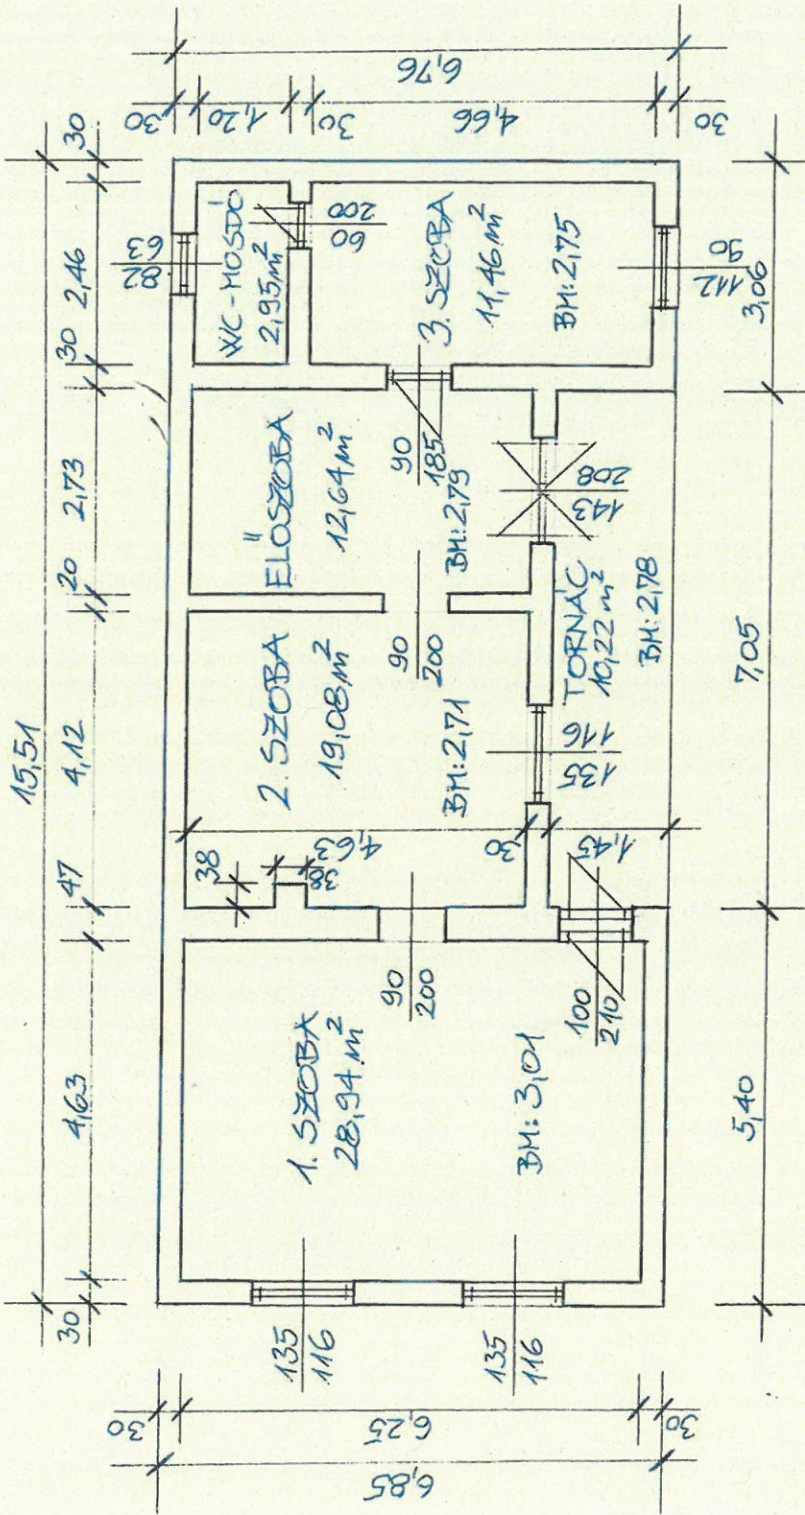 15,51
30
4,63
47
4,12
20
2,73
30
2,46
30
82
63
6,85
30
6,25
30
135
116
135
116
1. SZOBA
28,94 m²
BM: 3,01
90
200
100
210
38
38
4,63
30
1,45
2. SZOBA
19,08 m²
BM: 2,71
135
116
90
200
ELŐSZOBA
12,64 m²
BM: 2,79
90
185
143
208
TORNÁC
10,22 m²
BM: 2,78
WC-MOSDÓ
2,95 m²
60
200
3. SZOBA
11,46 m²
BM: 2,75
112
90
30
1,20
30
4,66
30
6,76
5,40
7,05
3,06